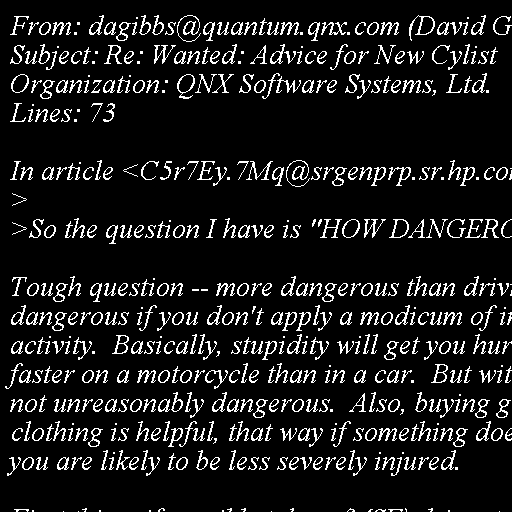 From: dagibbs@quantum.qnx.com (David G
Subject: Re: Wanted: Advice for New Cylist
Organization: QNX Software Systems, Ltd.
Lines: 73

In article <C5r7Ey.7Mq@srgenprp.sr.hp.co
>
>So the question I have is "HOW DANGERO

Tough question -- more dangerous than driv
dangerous if you don't apply a modicum of i
activity.  Basically, stupidity will get you hur
faster on a motorcycle than in a car.  But wit
not unreasonably dangerous.  Also, buying g
clothing is helpful, that way if something doe
you are likely to be less severely injured.